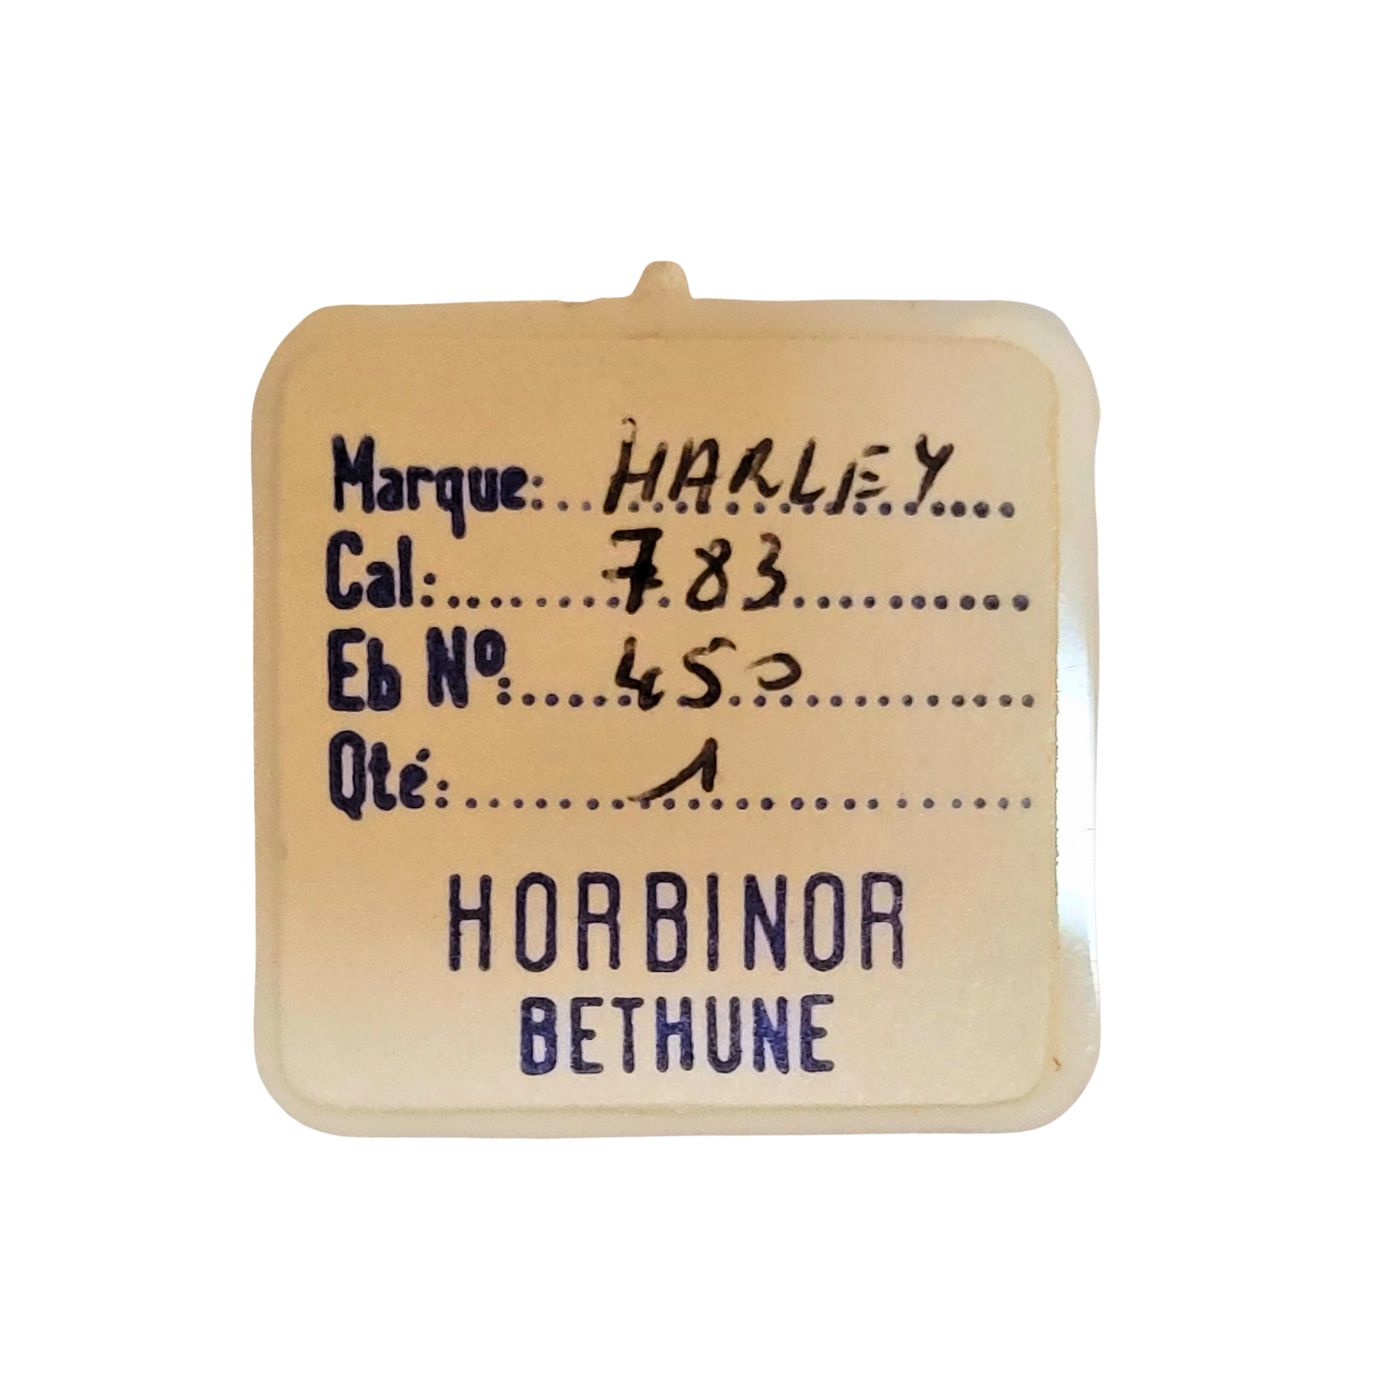 Marque: HARLEY
Cal: 783
Eb Nº: 450
Qté: 1
HORBINOR
BETHUNE